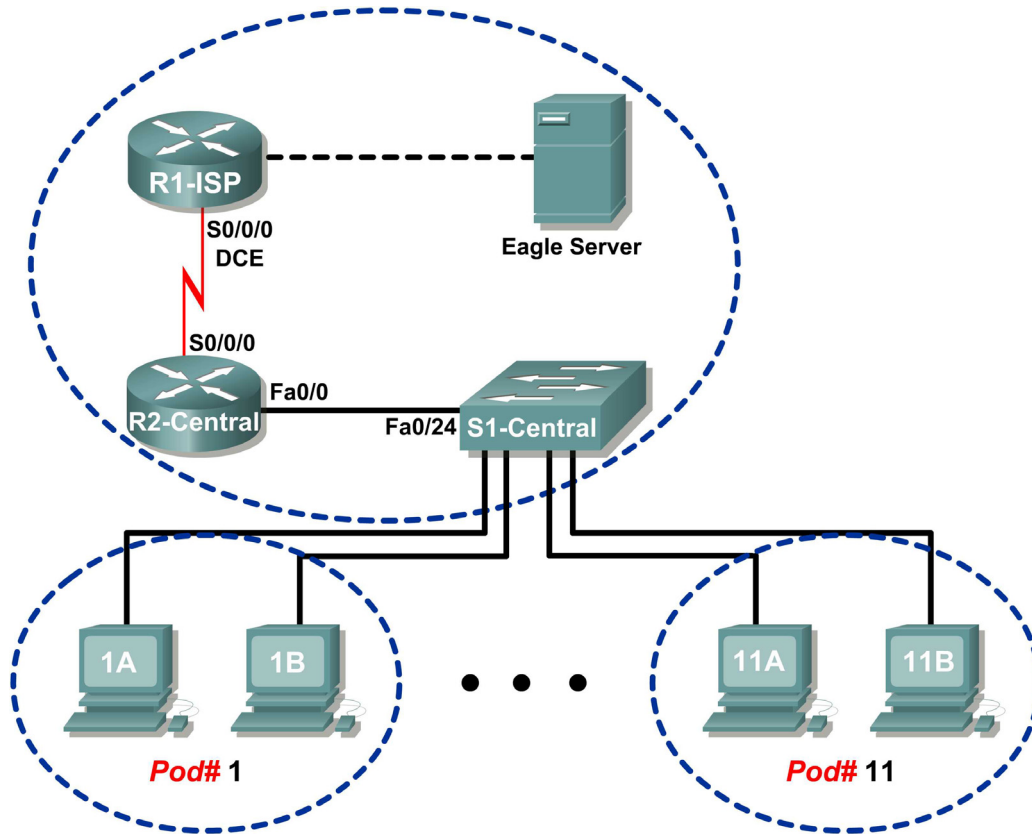 R1-ISP
S0/0/0
DCE
Eagle Server
S0/0/0
R2-Central
Fa0/0
Fa0/24
S1-Central
1A
1B
11A
11B
Pod# 1
Pod# 11